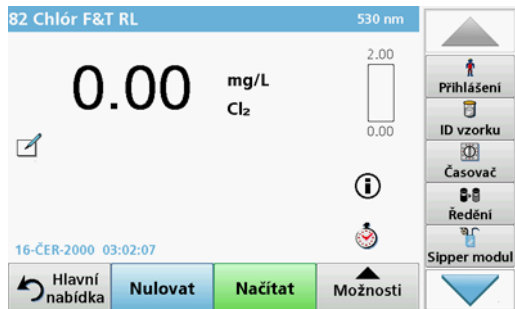 82 Chlór F&T RL 530 nm
2.00
0.00 mg/L
Cl₂
0.00
16-ČER-2000 03:02:07
Hlavní nabídka
Nulovat
Načítat
Možnosti
Přihlášení
ID vzorku
Časovač
Ředění
Sipper modul